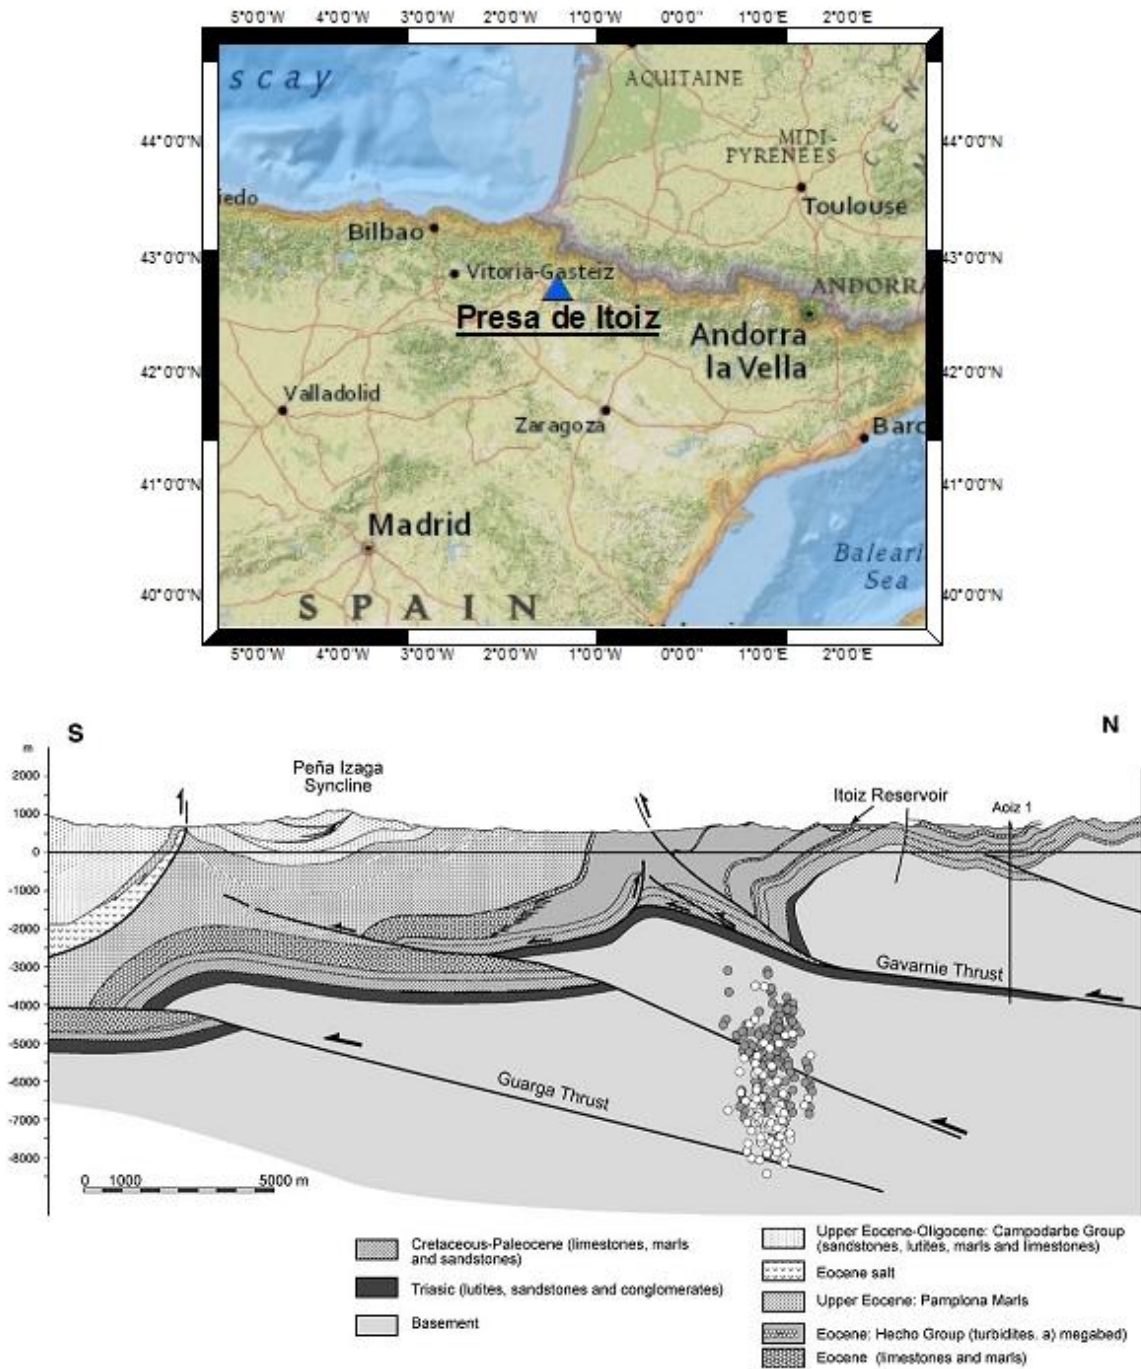 5°0'0"W 4°0'0"W 3°0'0"W 2°0'0"W 1°0'0"W 0°0'0" 1°0'0"E 2°0'0"E
scay
AQUITAINE
44°0'0"N
MIDI-
PYRENEES
44°0'0"N
CEN
iedo
Toulouse
Bilbao
43°0'0"N
43°0'0"N
Vitoria-Gasteiz
ANDORRA
Presa de Itoiz
Andorra
la Vella
42°0'0"N
42°0'0"N
Valladolid
Zaragoza
Barc
41°0'0"N
41°0'0"N
Madrid
Baleari
Sea
40°0'0"N
40°0'0"N
SPAIN
5°0'0"W 4°0'0"W 3°0'0"W 2°0'0"W 1°0'0"W 0°0'0" 1°0'0"E 2°0'0"E
S
N
m
Peña Izaga
Syncline
Itoiz Reservoir
Aoiz 1
2000
1000
0
-1000
-2000
-3000
-4000
-5000
-6000
-7000
-8000
Gavarnie Thrust
Guarga Thrust
0 1000 5000 m
Cretaceous-Paleocene (limestones, marls
and sandstones)
Triasic (lutites, sandstones and conglomerates)
Basement
Upper Eocene-Oligocene: Campodarbe Group
(sandstones, lutites, marls and limestones)
Eocene salt
Upper Eocene: Pamplona Marls
Eocene: Hecho Group (turbidites. a) megabed)
Eocene (limestones and marls)